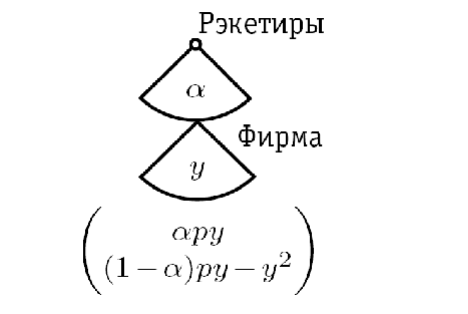 Рэкетиры
α
Фирма
y
αpy
(1 − α)py − y²